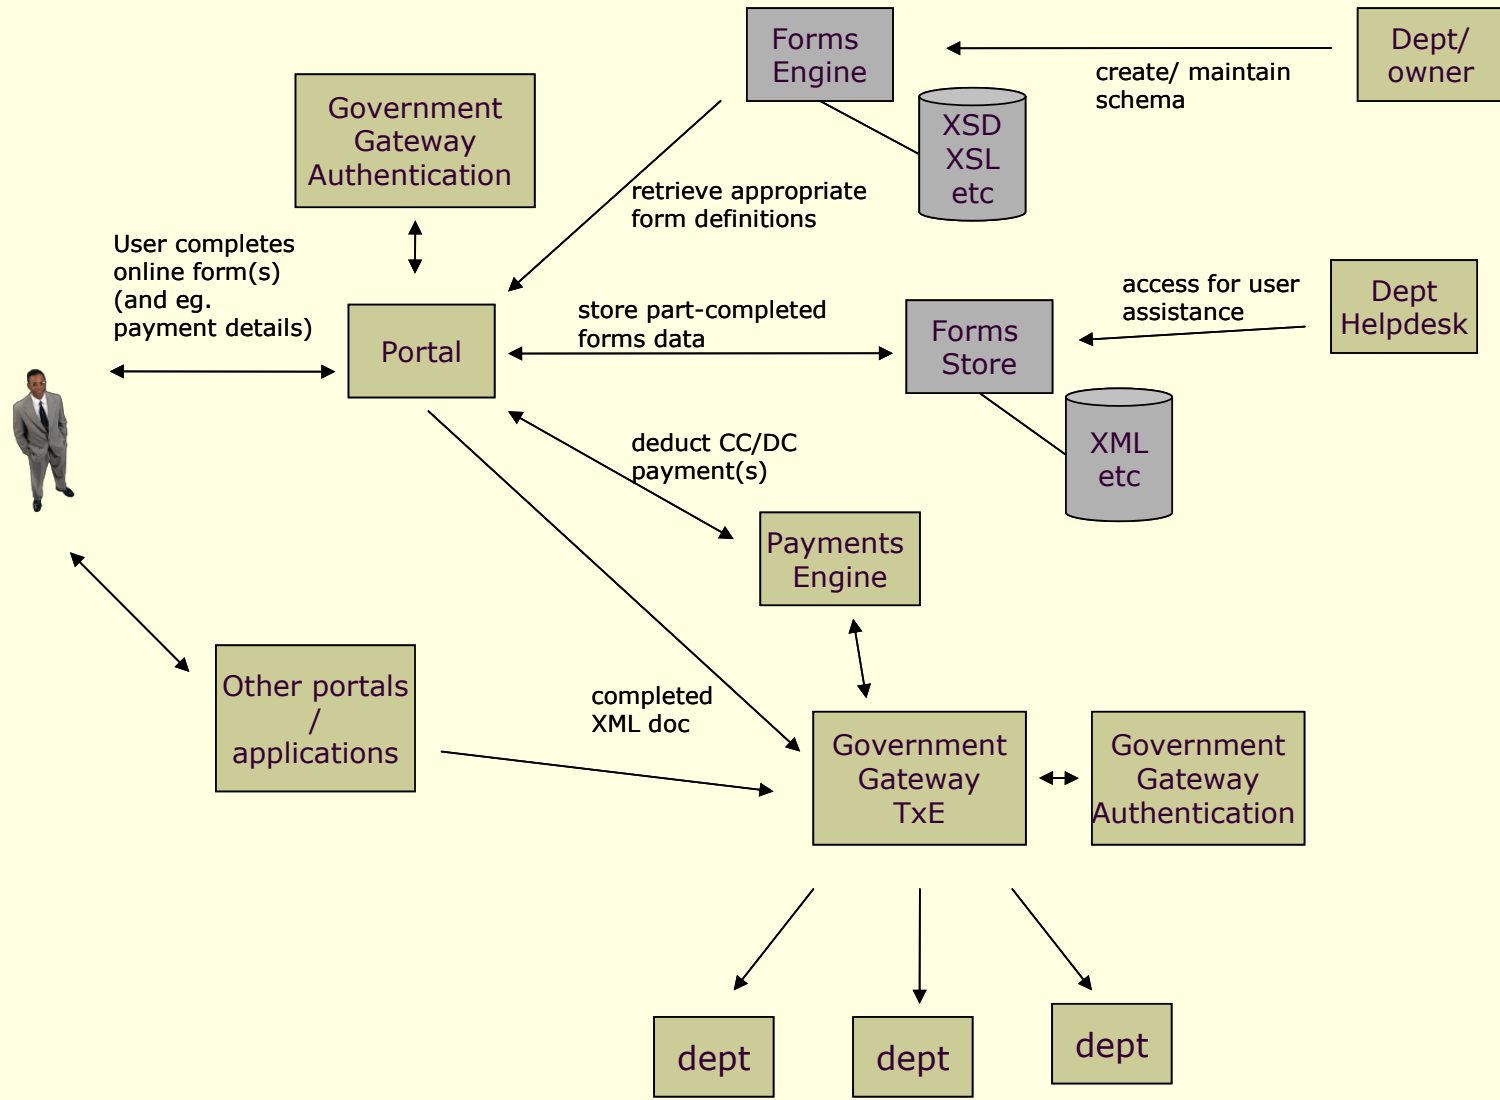 Forms
Engine
Dept/
owner
create/ maintain
schema
Government
Gateway
Authentication
XSD
XSL
etc
retrieve appropriate
form definitions
User completes
online form(s)
(and eg.
payment details)
access for user
assistance
Dept
Helpdesk
store part-completed
forms data
Portal
Forms
Store
deduct CC/DC
payment(s)
XML
etc
Payments
Engine
Other portals
/
applications
completed
XML doc
Government
Gateway
TxE
Government
Gateway
Authentication
dept
dept
dept